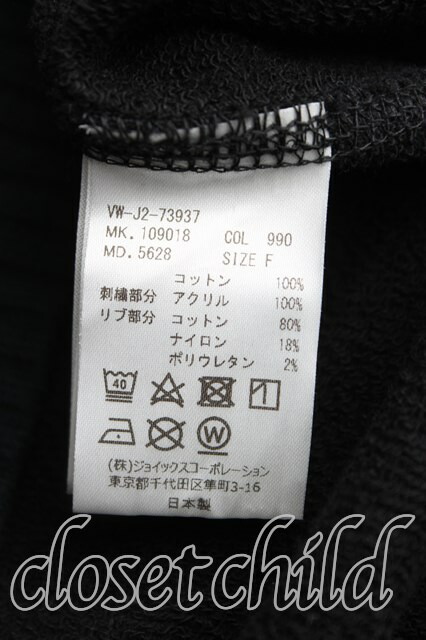 VW-J2-73937
MK.109018 COL 990
MD.5628 SIZE F
コットン 100%
刺繍部分 アクリル 100%
リブ部分 コットン 80%
ナイロン 18%
ポリウレタン 2%
40
W
(株)ジョイックスコーポレーション
東京都千代田区隼町3-16
日本製
closet child